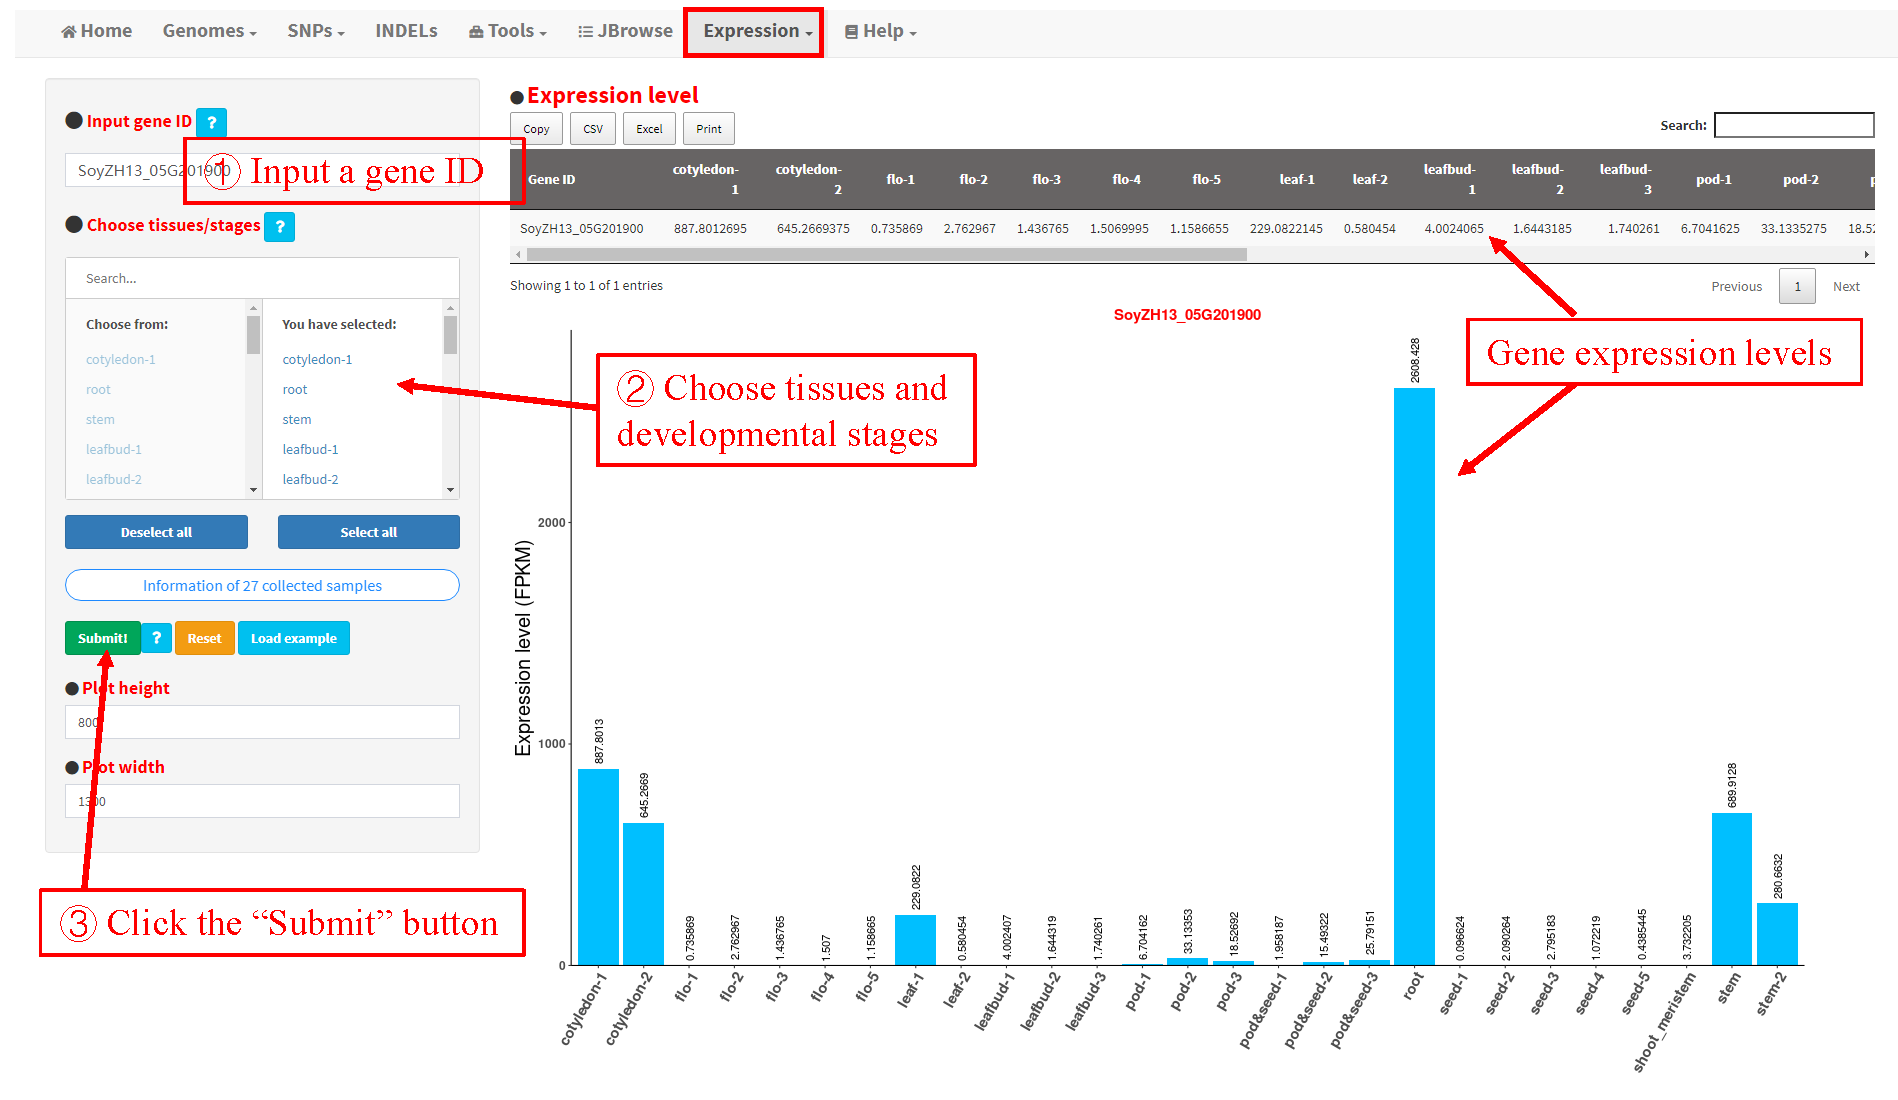 Home Genomes SNPs INDELs Tools JBrowse Expression Help
Input gene ID ?
SoyZH13_05G201900
① Input a gene ID
Choose tissues/stages ?
Search...
Choose from:
cotyledon-1
root
stem
leafbud-1
leafbud-2
You have selected:
cotyledon-1
root
stem
leafbud-1
leafbud-2
② Choose tissues and
developmental stages
Deselect all Select all
Information of 27 collected samples
Submit! ? Reset Load example
Plot height
800
Plot width
1300
③ Click the “Submit” button
Expression level
Copy CSV Excel Print
Search:
Gene ID cotyledon-1 cotyledon-2 flo-1 flo-2 flo-3 flo-4 flo-5 leaf-1 leaf-2 leafbud-1 leafbud-2 leafbud-3 pod-1 pod-2 p
SoyZH13_05G201900 887.8012695 645.2669375 0.735869 2.762967 1.436765 1.5069995 1.1586655 229.0822145 0.580454 4.0024065 1.6443185 1.740261 6.7041625 33.1335275 18.52
Showing 1 to 1 of 1 entries
Previous 1 Next
Gene expression levels
SoyZH13_05G201900
Expression level (FPKM)
2000
1000
0
887.8013
645.2669
0.735869
2.762967
1.436765
1.507
1.158665
229.0822
0.580454
4.002407
1.644319
1.740261
6.704162
33.13353
18.52692
1.958187
15.49322
25.79151
2608.428
0.096624
2.090264
2.795183
1.072219
0.4385445
3.732205
689.9128
280.6632
cotyledon-1
cotyledon-2
flo-1
flo-2
flo-3
flo-4
flo-5
leaf-1
leaf-2
leafbud-1
leafbud-2
leafbud-3
pod-1
pod-2
pod-3
pod&seed-1
pod&seed-2
pod&seed-3
root
seed-1
seed-2
seed-3
seed-4
seed-5
shoot_meristem
stem
stem-2